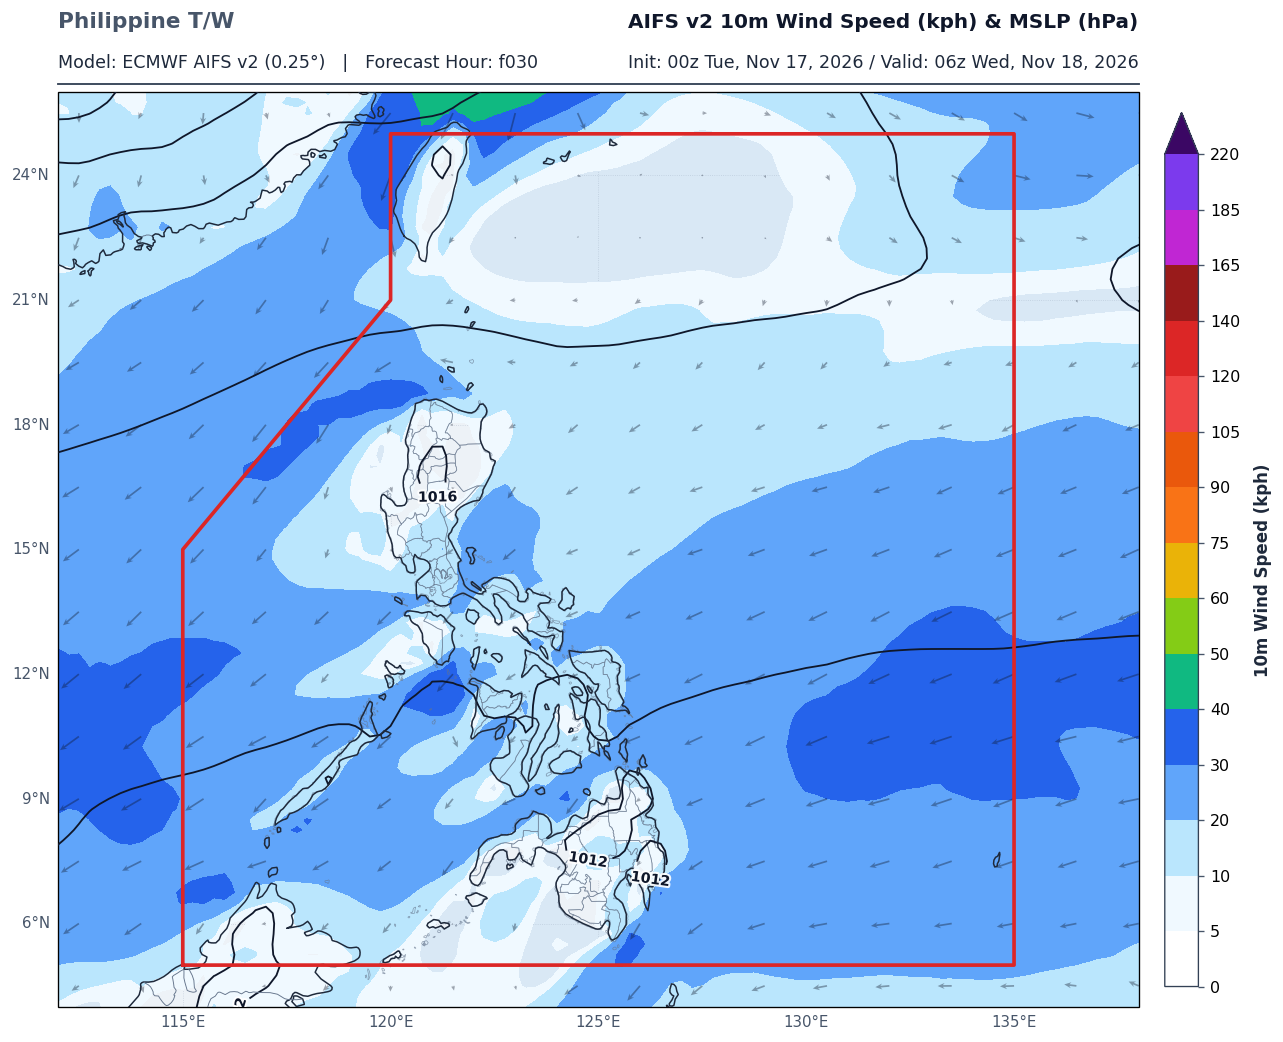 Philippine T/W
AIFS v2 10m Wind Speed (kph) & MSLP (hPa)
Model: ECMWF AIFS v2 (0.25°) | Forecast Hour: f030
Init: 00z Tue, Nov 17, 2026 / Valid: 06z Wed, Nov 18, 2026
24°N
21°N
18°N
15°N
12°N
9°N
6°N
1016
1012
1012
2
115°E
120°E
125°E
130°E
135°E
220
185
165
140
120
105
90
75
60
50
40
30
20
10
5
0
10m Wind Speed (kph)